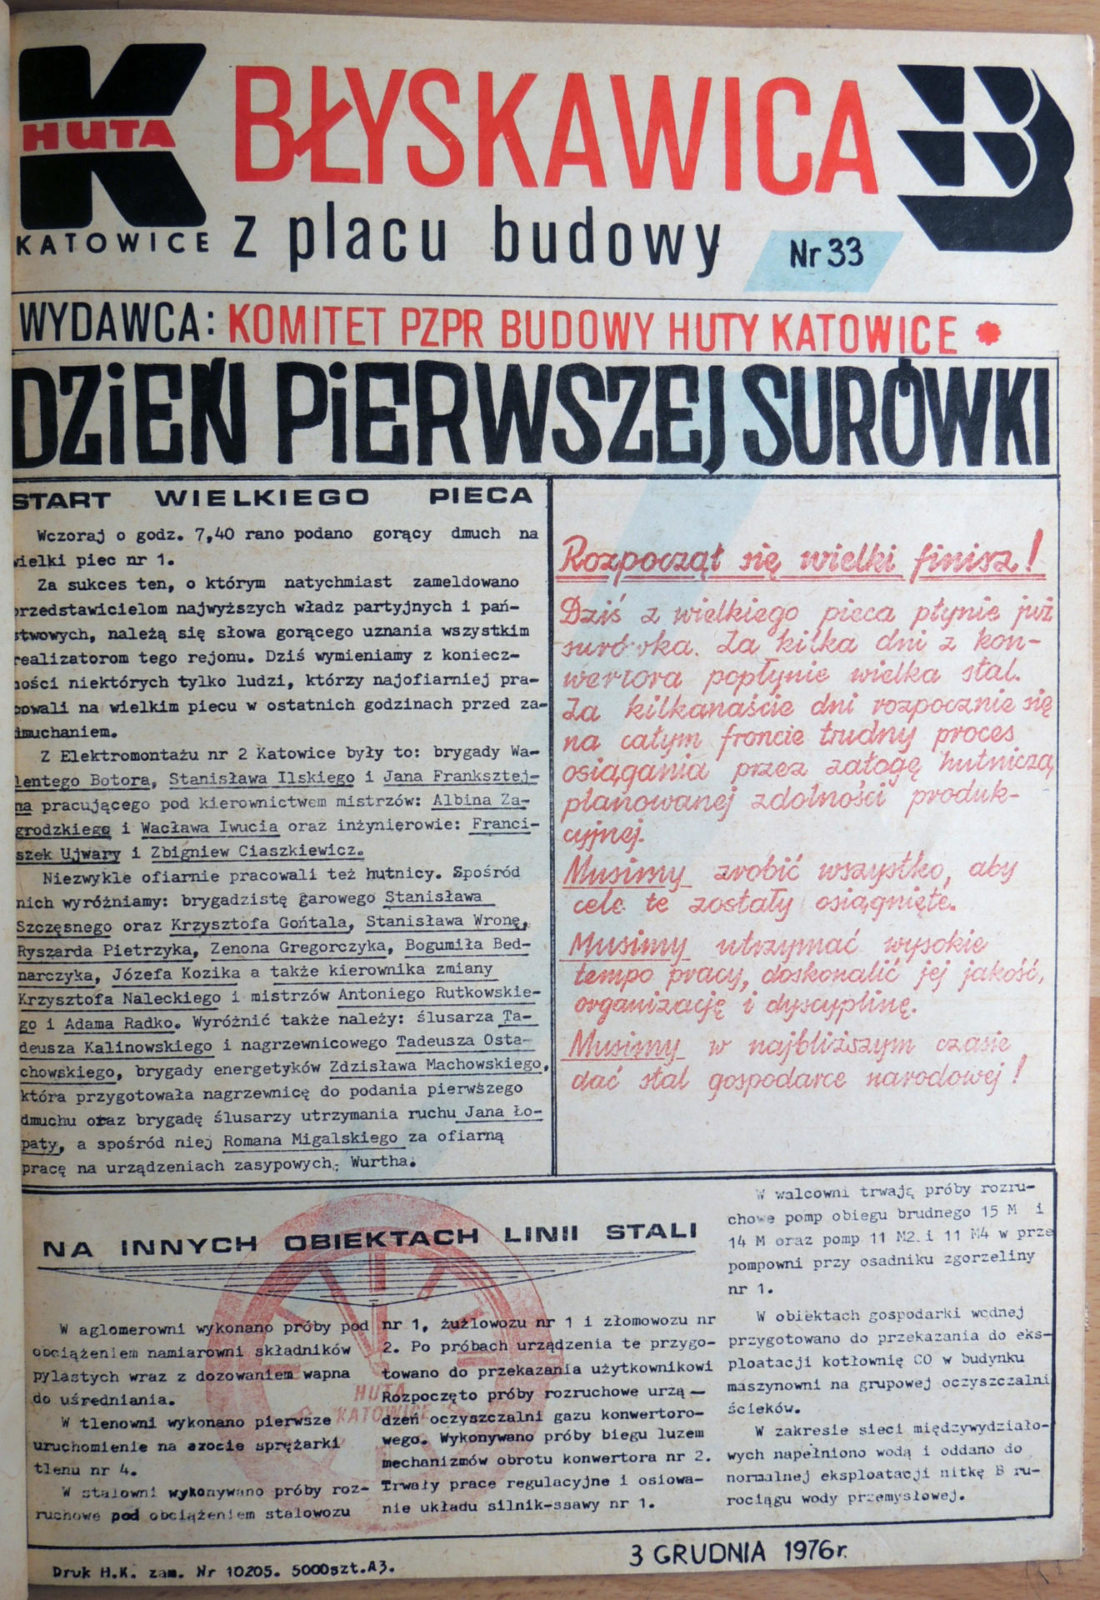 HUTA
KATOWICE
BŁYSKAWICA
z placu budowy
Nr 33
B
WYDAWCA: KOMITET PZPR BUDOWY HUTY KATOWICE
DZIEŃ PIERWSZEJ SURÓWKI
START WIELKIEGO PIECA
Wczoraj o godz. 7,40 rano podano gorący dmuch na
wielki piec nr 1.
Za sukces ten, o którym natychmiast zameldowano
przedstawicielom najwyższych władz partyjnych i pań-
stwowych, należą się słowa gorącego uznania wszystkim
realizatorom tego rejonu. Dziś wymieniamy z koniecz-
ności niektórych tylko ludzi, którzy najofiarniej pra-
cowali na wielkim piecu w ostatnich godzinach przed za-
dmuchaniem.
Z Elektromontażu nr 2 Katowice były to: brygady Wa-
lentego Botora, Stanisława Ilskiego i Jana Franksztej-
na pracującego pod kierownictwem mistrzów: Albina Za-
grodzkiego i Wacława Iwucia oraz inżynierowie: Franci-
szek Ujwary i Zbigniew Ciaszkiewicz.
Niezwykle ofiarnie pracowali też hutnicy. Spośród
nich wyróżniamy: brygadzistę garowego Stanisława
Szczęsnego oraz Krzysztofa Gońtala, Stanisława Wronę,
Ryszarda Pietrzyka, Zenona Gregorczyka, Bogumiła Bed-
narczyka, Józefa Kozika a także kierownika zmiany
Krzysztofa Naleckiego i mistrzów Antoniego Rutkowskie-
go i Adama Radko. Wyróżnić także należy: ślusarza Ta-
deusza Kalinowskiego i nagrzewnicowego Tadeusza Osta-
chowskiego, brygady energetyków Zdzisława Machowskiego,
która przygotowała nagrzewnicę do podania pierwszego
dmuchu oraz brygadę ślusarzy utrzymania ruchu Jana Ło-
paty, a spośród niej Romana Migalskiego za ofiarną
pracę na urządzeniach zasypowych, Wurtha.
Rozpoczął się wielki finisz!
Dziś z wielkiego pieca płynie już
surówka. Za kilka dni z kon-
wertora popłynie wielka stal.
Za kilkanaście dni rozpocznie się
na całym froncie trudny proces
osiągania przez załogę hutniczą
planowanej zdolności produk-
cyjnej.
Musimy zrobić wszystko, aby
cele te zostały osiągnięte.
Musimy utrzymać wysokie
tempo pracy, doskonalić jej jakość,
organizację i dyscyplinę.
Musimy w najbliższym czasie
dać stal gospodarce narodowej!
NA INNYCH OBIEKTACH LINII STALI
W aglomerowni wykonano próby pod
obciążeniem namiarowni składników
pylastych wraz z dozowaniem wapna
do uśredniania.
W tlenowni wykonano pierwsze
uruchomienie na azocie sprężarki
tlenu nr 4.
W stalowni wykonywano próby roz-
ruchowe pod obciążeniem stalowozu
nr 1, żużlowozu nr 1 i złomowozu nr
2. Po próbach urządzenia te przygo-
towano do przekazania użytkownikowi
Rozpoczęto próby rozruchowe urzą-
dzeń oczyszczalni gazu konwertoro-
wego. Wykonywano próby biegu luzem
mechanizmów obrotu konwertora nr 2.
Trwały prace regulacyjne i osiowa-
nie układu silnik-ssawy nr 1.
W walcowni trwają próby rozru-
chowe pomp obiegu brudnego 15 M i
14 M oraz pomp 11 M2 i 11 M4 w prze
pompowni przy osadniku zgorzeliny
nr 1.
W obiektach gospodarki wodnej
przygotowano do przekazania do eks-
ploatacji kotłownię CO w budynku
maszynowni na grupowej oczyszczalni
ścieków.
W zakresie sieci międzywydziało-
wych napełniono wodą i oddano do
normalnej eksploatacji nitkę B ru-
rociągu wody przemysłowej.
HUTA
KATOWICE
Druk H.K. zam. Nr 10205. 5000szt.A3.
3 GRUDNIA 1976r.